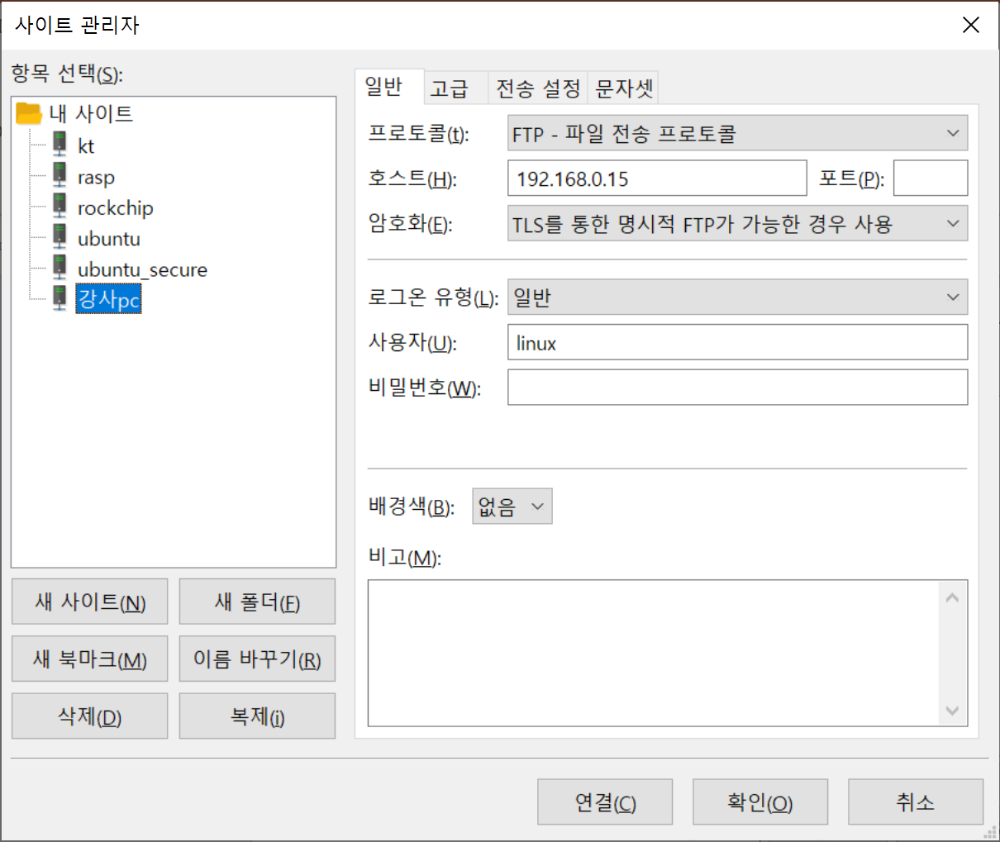 사이트 관리자
항목 선택(S):
내 사이트
kt
rasp
rockchip
ubuntu
ubuntu_secure
강사pc
새 사이트(N) 새 폴더(F)
새 북마크(M) 이름 바꾸기(R)
삭제(D) 복제(i)
일반 고급 전송 설정 문자셋
프로토콜(t): FTP - 파일 전송 프로토콜
호스트(H): 192.168.0.15 포트(P):
암호화(E): TLS를 통한 명시적 FTP가 가능한 경우 사용
로그온 유형(L): 일반
사용자(U): linux
비밀번호(W):
배경색(B): 없음
비고(M):
연결(C) 확인(O) 취소